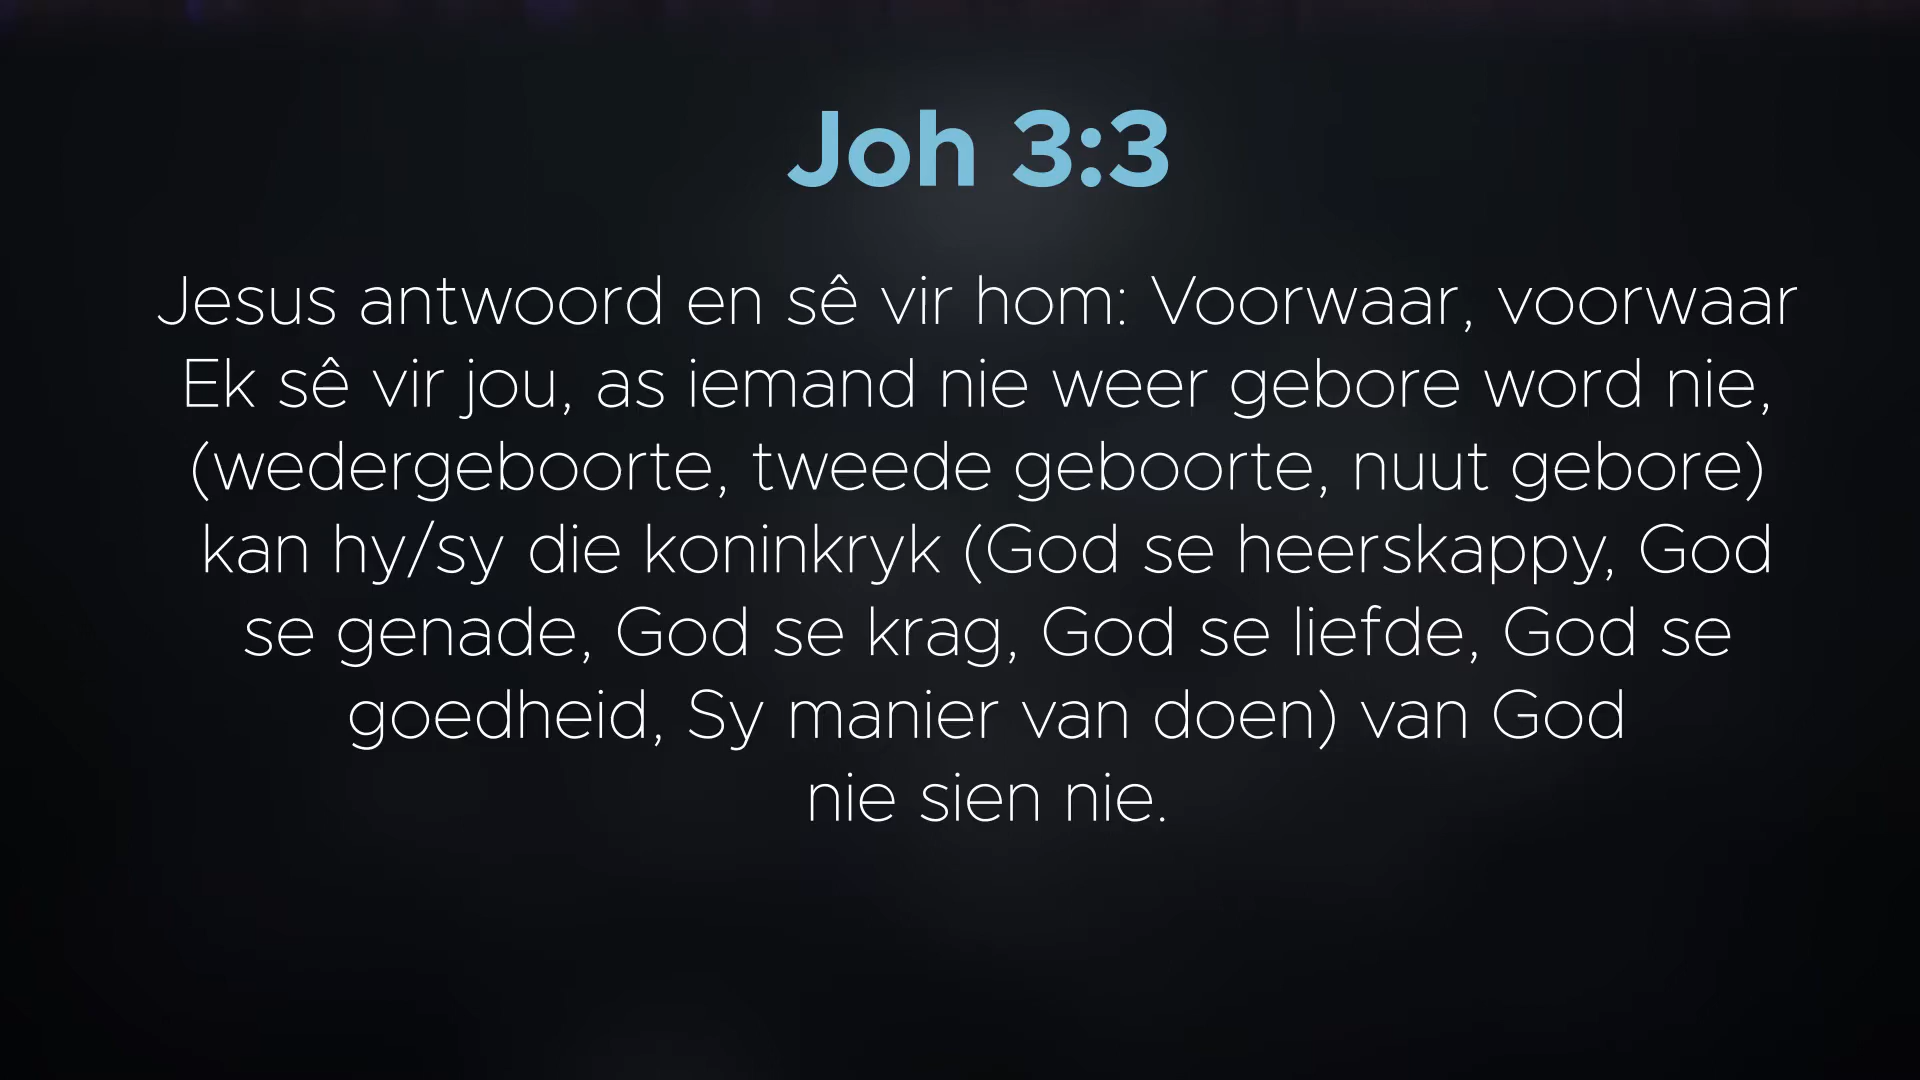 Joh 3:3
Jesus antwoord en sê vir hom: Voorwaar, voorwaar
Ek sê vir jou, as iemand nie weer gebore word nie,
(wedergeboorte, tweede geboorte, nuut gebore)
kan hy/sy die koninkryk (God se heerskappy, God
se genade, God se krag, God se liefde, God se
goedheid, Sy manier van doen) van God
nie sien nie.